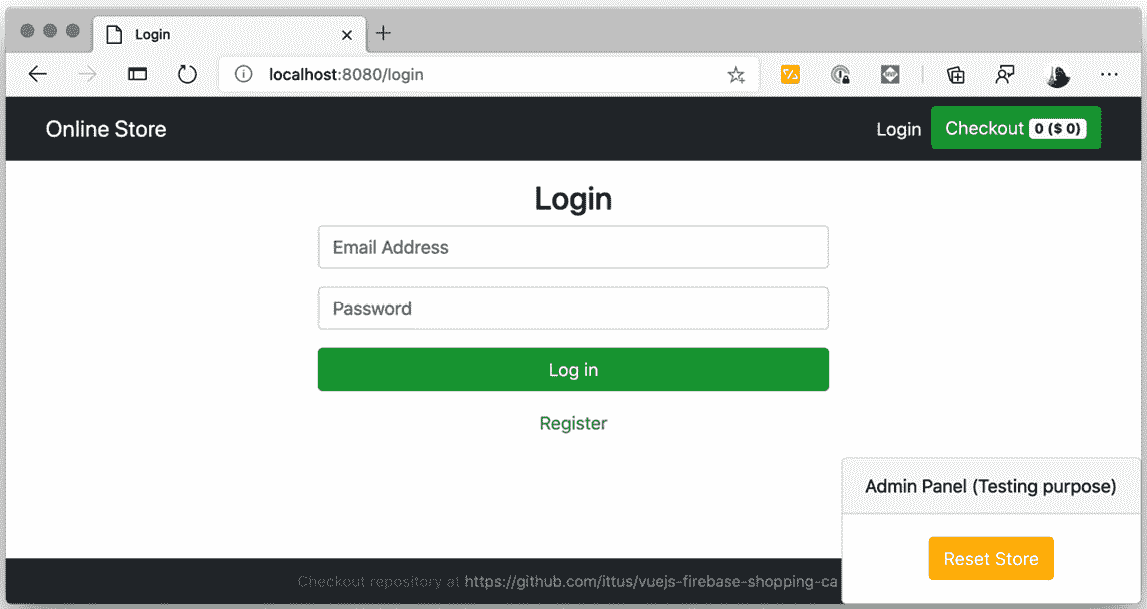 Login
localhost:8080/login
Online Store
Login
Checkout 0 ($ 0)
Login
Email Address
Password
Log in
Register
Admin Panel (Testing purpose)
Reset Store
Checkout repository at https://github.com/ittus/vuejs-firebase-shopping-ca